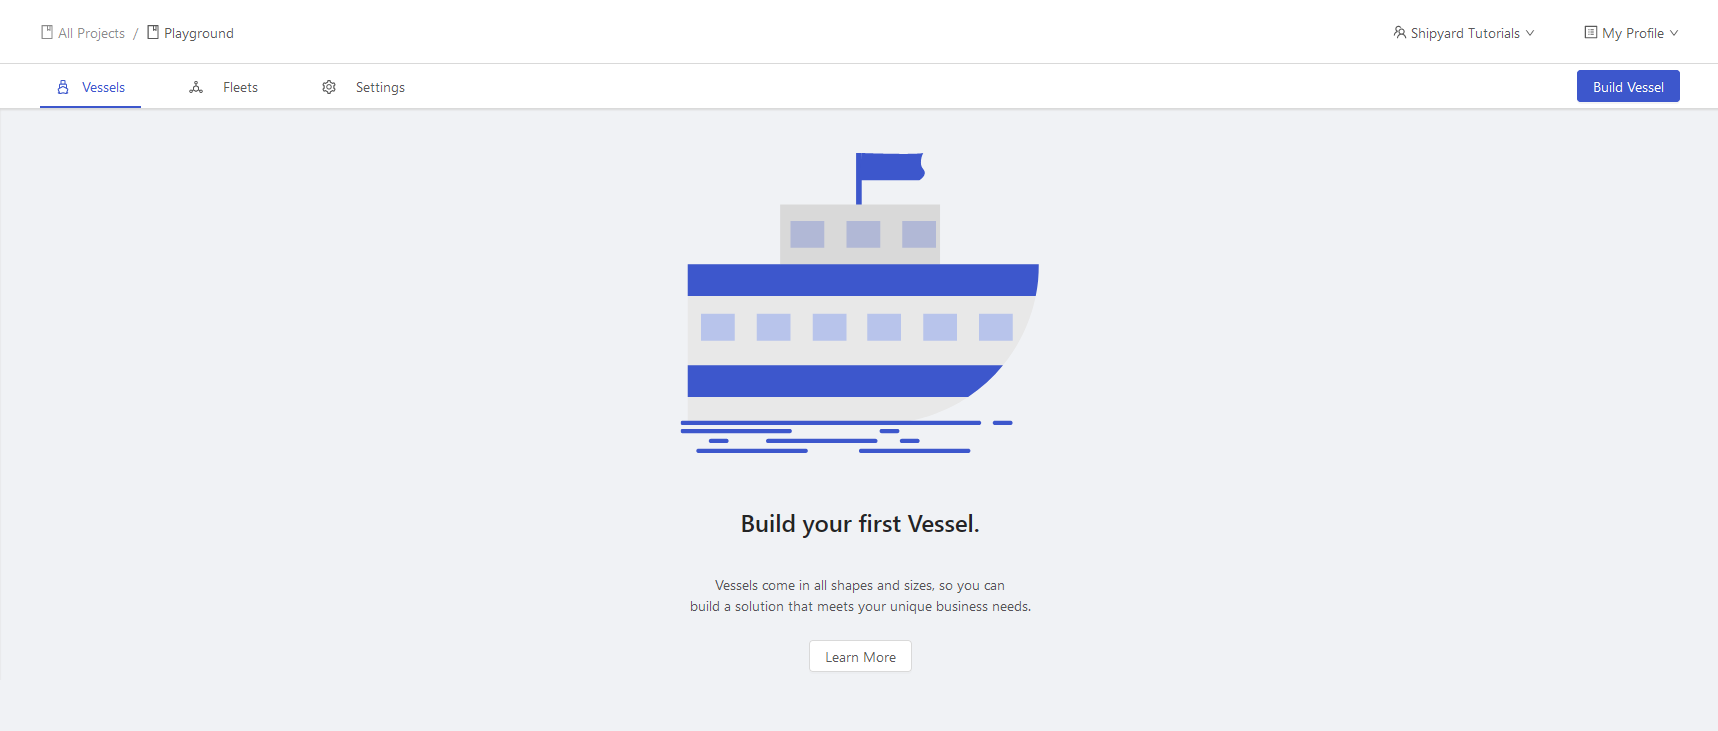 All Projects / Playground
Shipyard Tutorials
My Profile
Vessels
Fleets
Settings
Build Vessel
Build your first Vessel.
Vessels come in all shapes and sizes, so you can
build a solution that meets your unique business needs.
Learn More